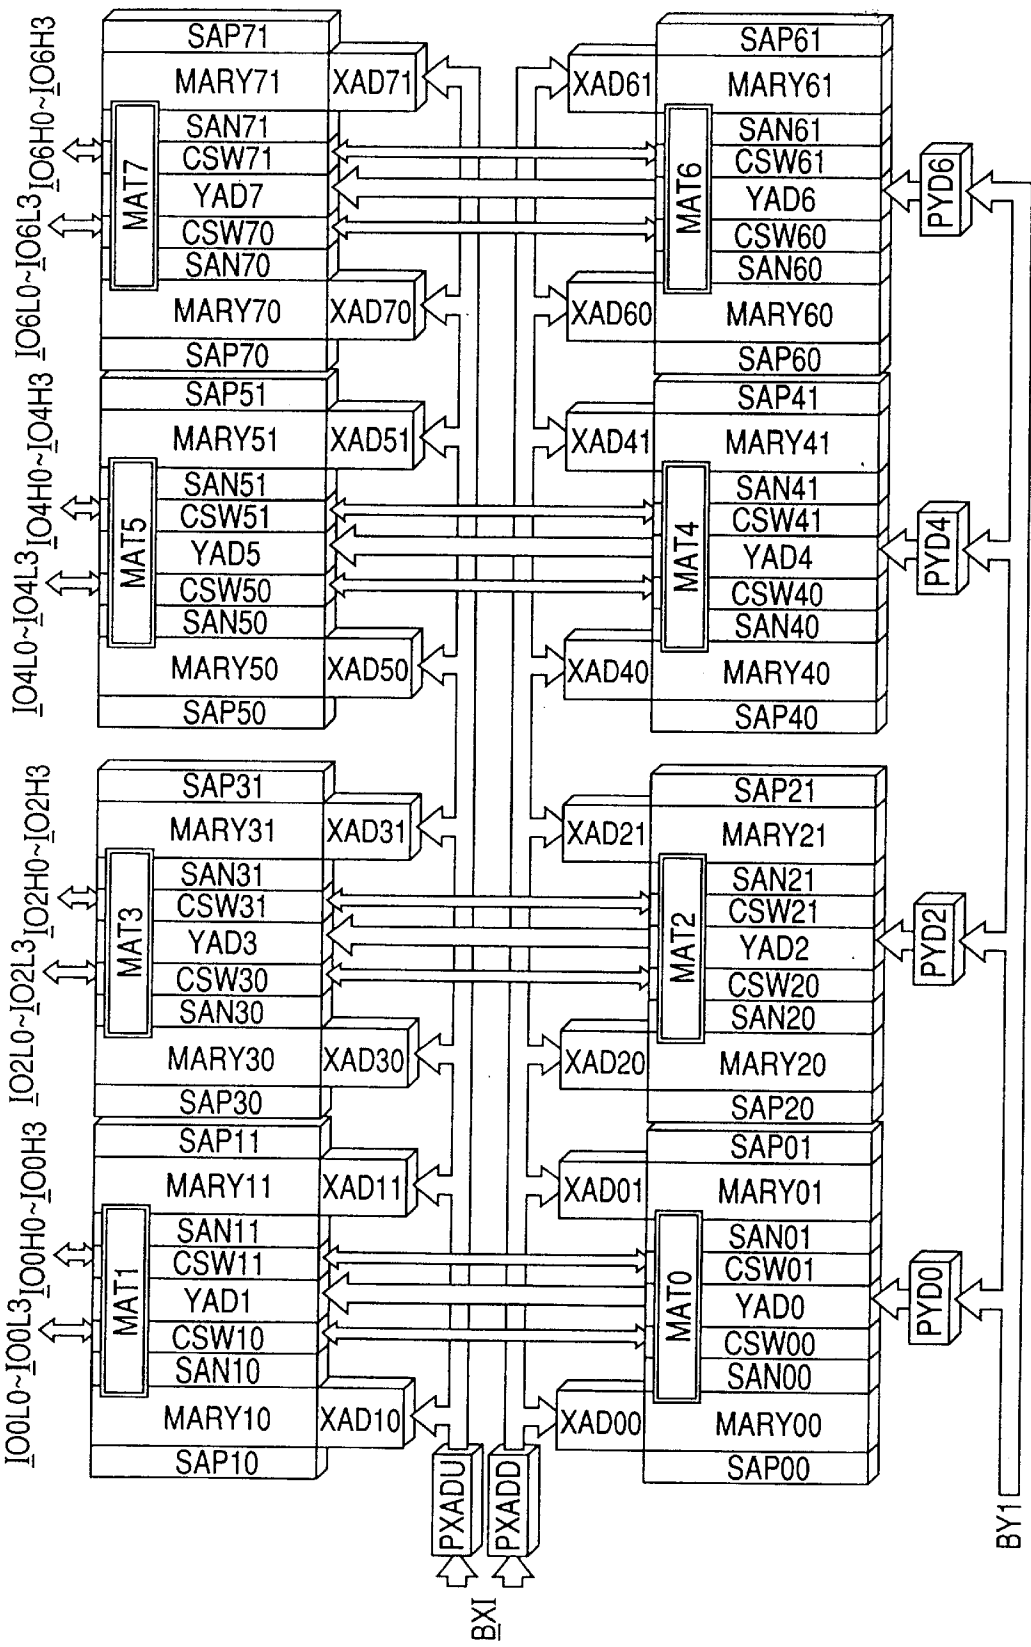 IO6L0~IO6L3 IO6H0~IO6H3
SAP71
MARY71
XAD71
SAN71
CSW71
MAT7
YAD7
CSW70
SAN70
MARY70
XAD70
SAP70
SAP61
XAD61
MARY61
SAN61
CSW61
MAT6
YAD6
PYD6
CSW60
SAN60
XAD60
MARY60
SAP60
IO4L0~IO4L3 IO4H0~IO4H3
SAP51
MARY51
XAD51
SAN51
CSW51
MAT5
YAD5
CSW50
SAN50
MARY50
XAD50
SAP50
SAP41
XAD41
MARY41
SAN41
CSW41
MAT4
YAD4
PYD4
CSW40
SAN40
XAD40
MARY40
SAP40
IO2L0~IO2L3 IO2H0~IO2H3
SAP31
MARY31
XAD31
SAN31
CSW31
MAT3
YAD3
CSW30
SAN30
MARY30
XAD30
SAP30
SAP21
XAD21
MARY21
SAN21
CSW21
MAT2
YAD2
PYD2
CSW20
SAN20
XAD20
MARY20
SAP20
IO0L0~IO0L3 IO0H0~IO0H3
SAP11
MARY11
XAD11
SAN11
CSW11
MAT1
YAD1
CSW10
SAN10
MARY10
XAD10
SAP10
SAP01
XAD01
MARY01
SAN01
CSW01
MAT0
YAD0
PYD0
CSW00
SAN00
XAD00
MARY00
SAP00
PXADU
PXADD
BXI
BY1